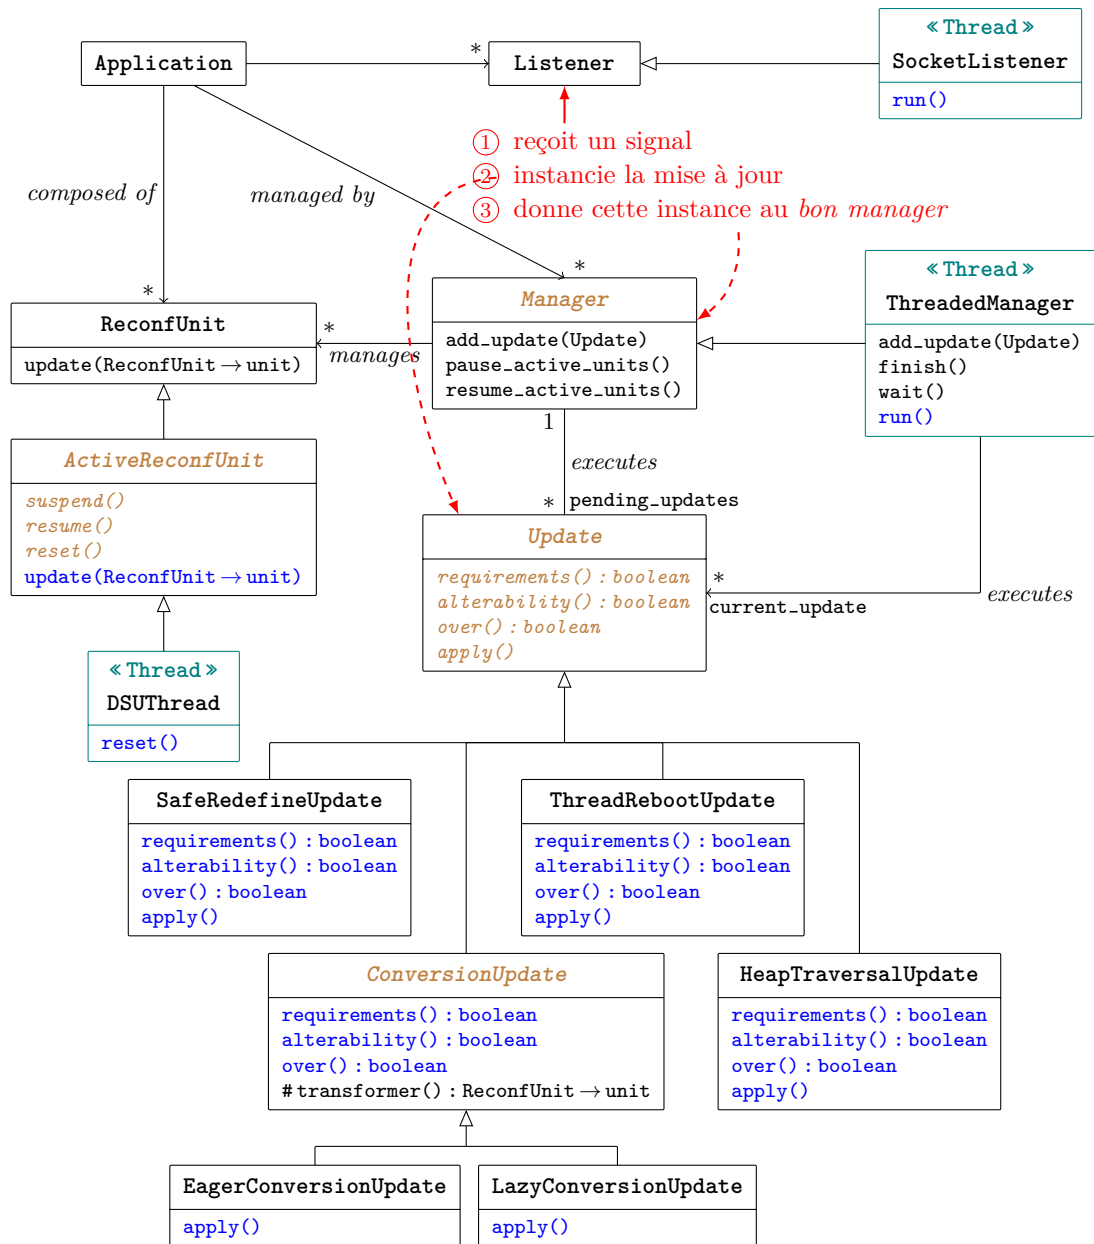 Application
*
Listener
« Thread »
SocketListener
run()
① reçoit un signal
② instancie la mise à jour
③ donne cette instance au bon manager
composed of
managed by
*
*
ReconfUnit
update(ReconfUnit → unit)
*
manages
Manager
add_update(Update)
pause_active_units()
resume_active_units()
« Thread »
ThreadedManager
add_update(Update)
finish()
wait()
run()
1
executes
*
pending_updates
ActiveReconfUnit
suspend()
resume()
reset()
update(ReconfUnit → unit)
Update
requirements() : boolean
alterability() : boolean
over() : boolean
apply()
*
current_update
executes
« Thread »
DSUThread
reset()
SafeRedefineUpdate
requirements() : boolean
alterability() : boolean
over() : boolean
apply()
ThreadRebootUpdate
requirements() : boolean
alterability() : boolean
over() : boolean
apply()
ConversionUpdate
requirements() : boolean
alterability() : boolean
over() : boolean
# transformer() : ReconfUnit → unit
HeapTraversalUpdate
requirements() : boolean
alterability() : boolean
over() : boolean
apply()
EagerConversionUpdate
apply()
LazyConversionUpdate
apply()